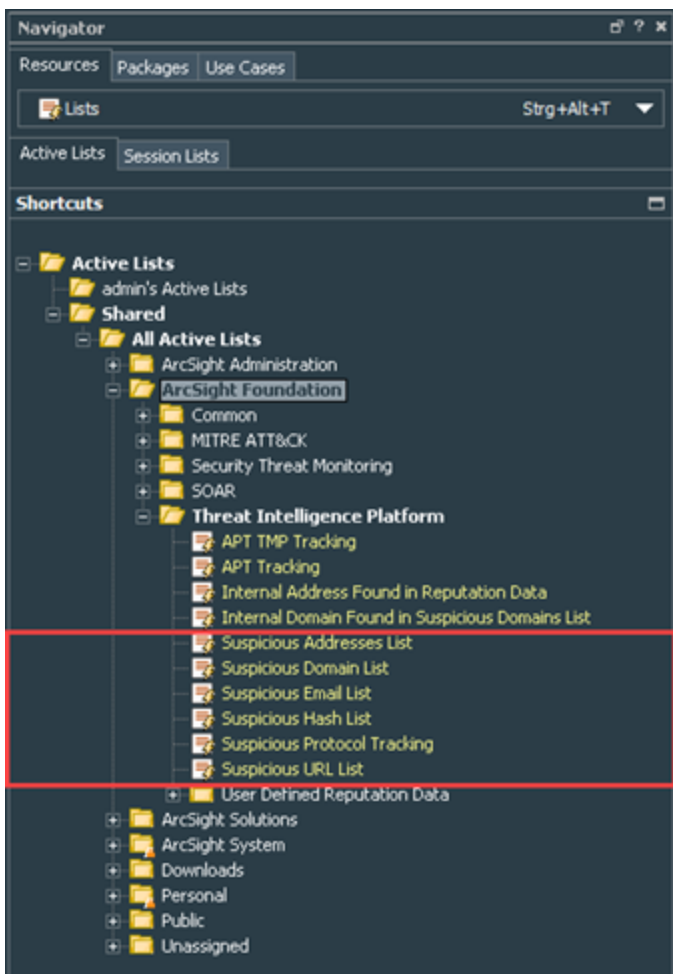 Navigator
Resources Packages Use Cases
Lists Strg+Alt+T
Active Lists Session Lists
Shortcuts
Active Lists
admin's Active Lists
Shared
All Active Lists
ArcSight Administration
ArcSight Foundation
Common
MITRE ATT&CK
Security Threat Monitoring
SOAR
Threat Intelligence Platform
APT TMP Tracking
APT Tracking
Internal Address Found in Reputation Data
Internal Domain Found in Suspicious Domains List
Suspicious Addresses List
Suspicious Domain List
Suspicious Email List
Suspicious Hash List
Suspicious Protocol Tracking
Suspicious URL List
User Defined Reputation Data
ArcSight Solutions
ArcSight System
Downloads
Personal
Public
Unassigned